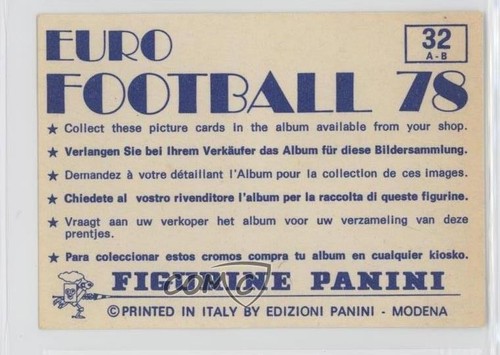 EURO
FOOTBALL 78
32
A-B
★ Collect these picture cards in the album available from your shop.
★ Verlangen Sie bei Ihrem Verkäufer das Album für diese Bildersammlung.
★ Demandez à votre détaillant l'Album pour la collection de ces images.
★ Chiedete al vostro rivenditore l'album per la raccolta di queste figurine.
★ Vraagt aan uw verkoper het album voor uw verzameling van deze
prentjes.
★ Para coleccionar estos cromos compra tu album en cualquier kiosko.
FIGURINE PANINI
© PRINTED IN ITALY BY EDIZIONI PANINI - MODENA